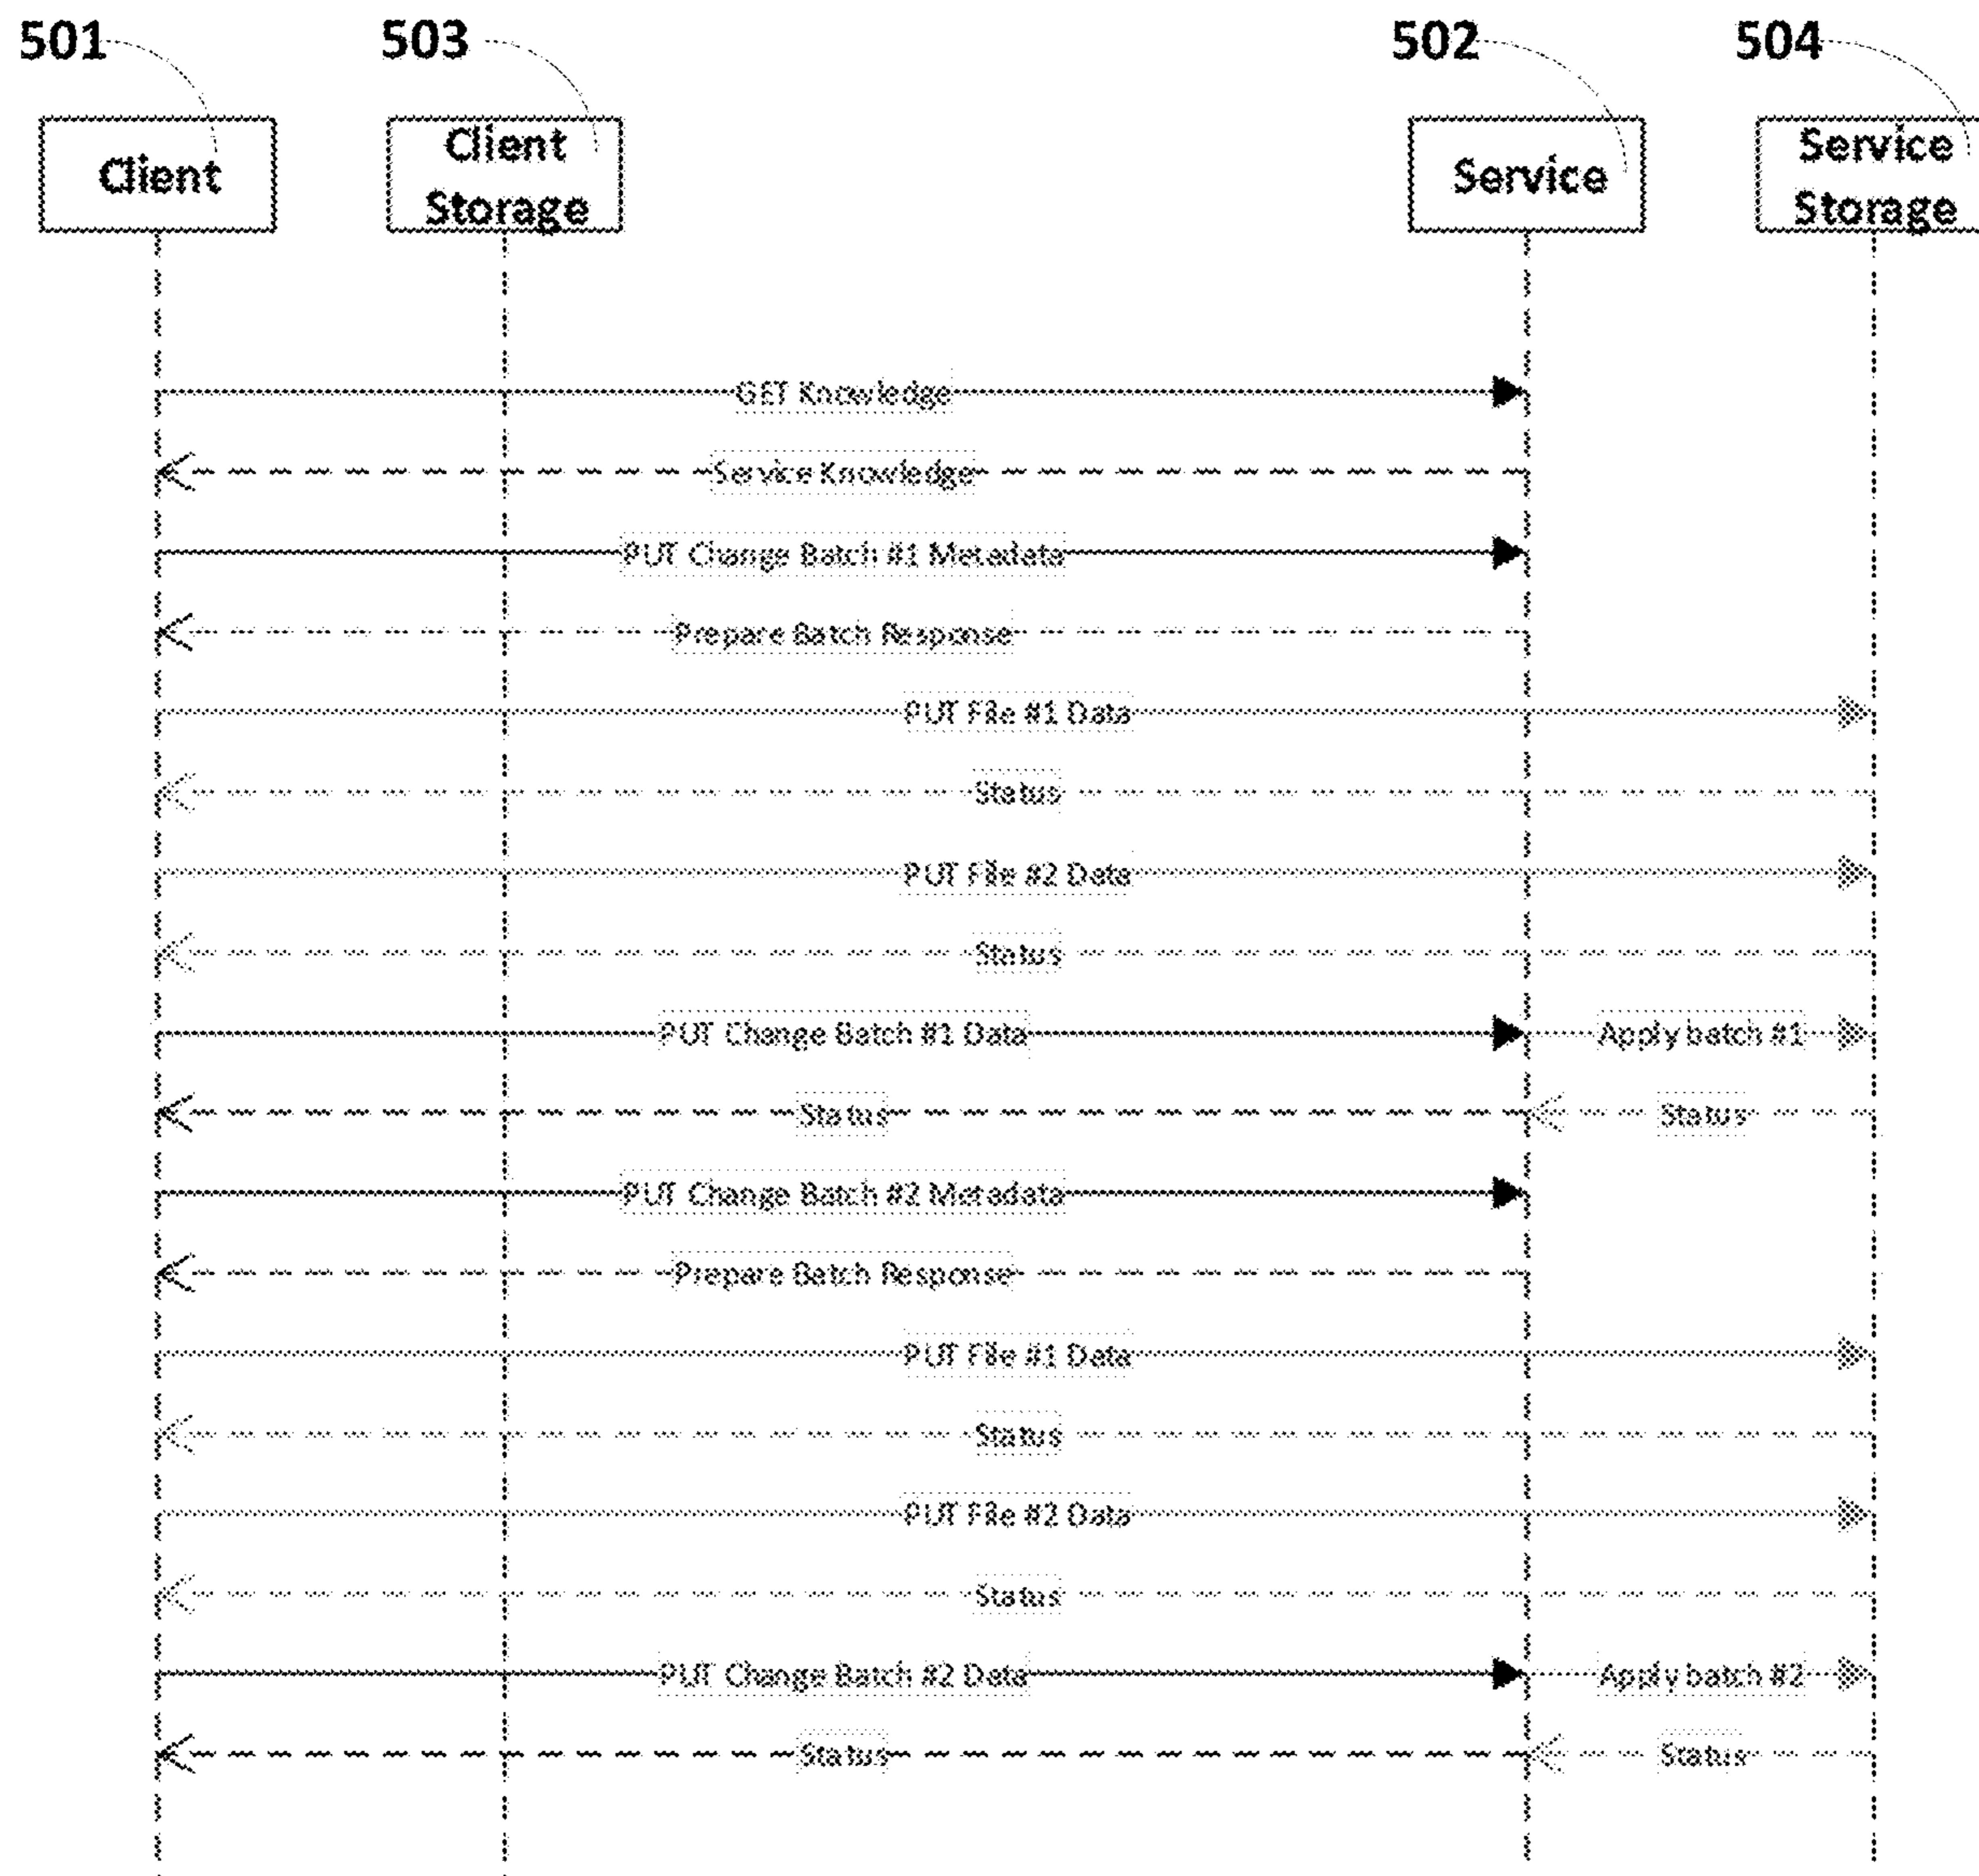 501
503
502
504
Client
Client
Storage
Service
Service
Storage
GET Knowledge
Service Knowledge
PUT Change Batch #1 Metadata
Prepare Batch Response
PUT File #1 Data
Status
PUT File #2 Data
Status
PUT Change Batch #1 Data
Apply batch #1
Status
Status
PUT Change Batch #2 Metadata
Prepare Batch Response
PUT File #1 Data
Status
PUT File #2 Data
Status
PUT Change Batch #2 Data
Apply batch #2
Status
Status